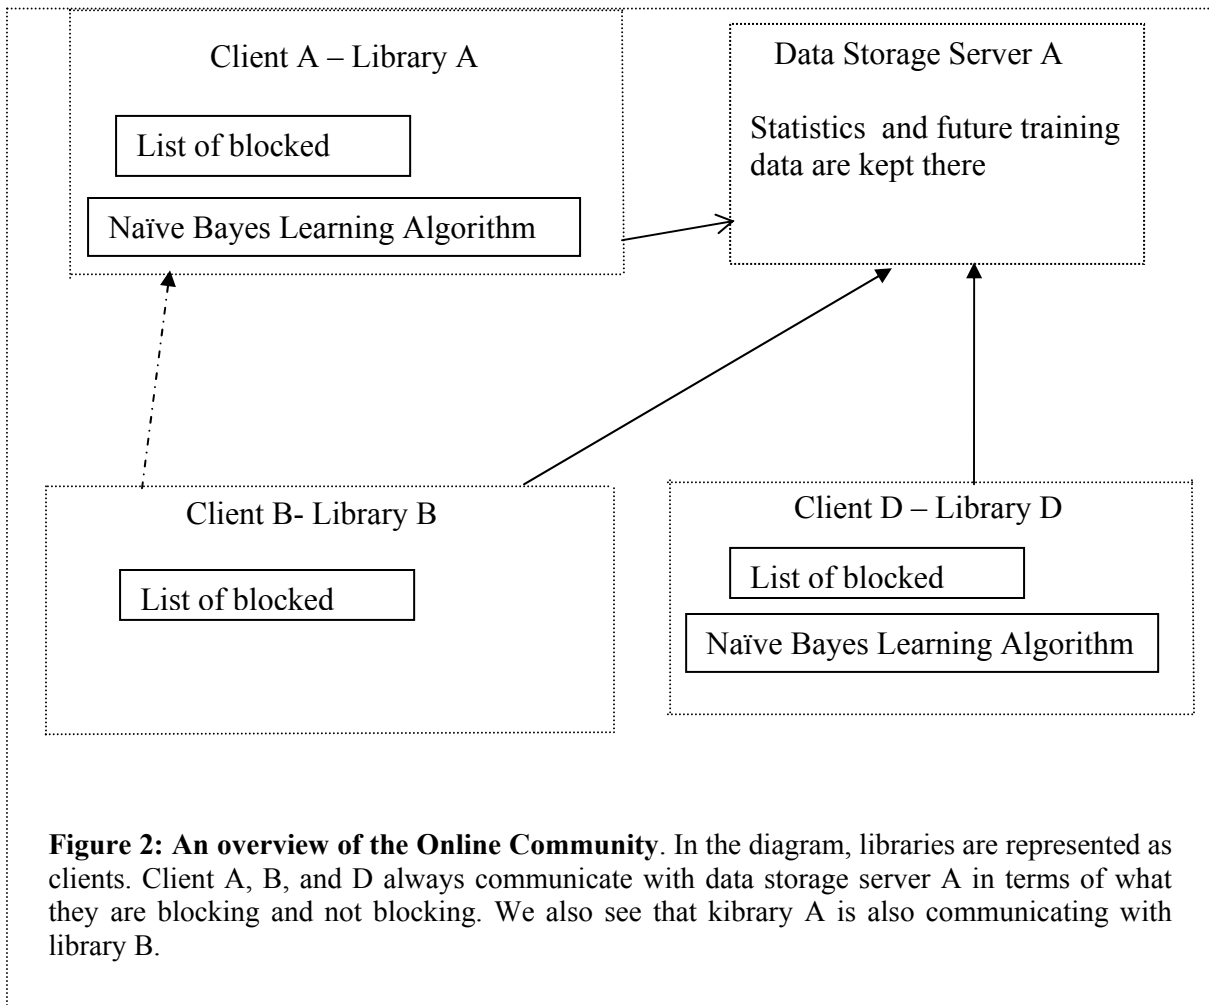 Client A – Library A
List of blocked
Naïve Bayes Learning Algorithm
Data Storage Server A
Statistics and future training
data are kept there
Client B- Library B
List of blocked
Client D – Library D
List of blocked
Naïve Bayes Learning Algorithm
Figure 2: An overview of the Online Community. In the diagram, libraries are represented as
clients. Client A, B, and D always communicate with data storage server A in terms of what
they are blocking and not blocking. We also see that kibrary A is also communicating with
library B.